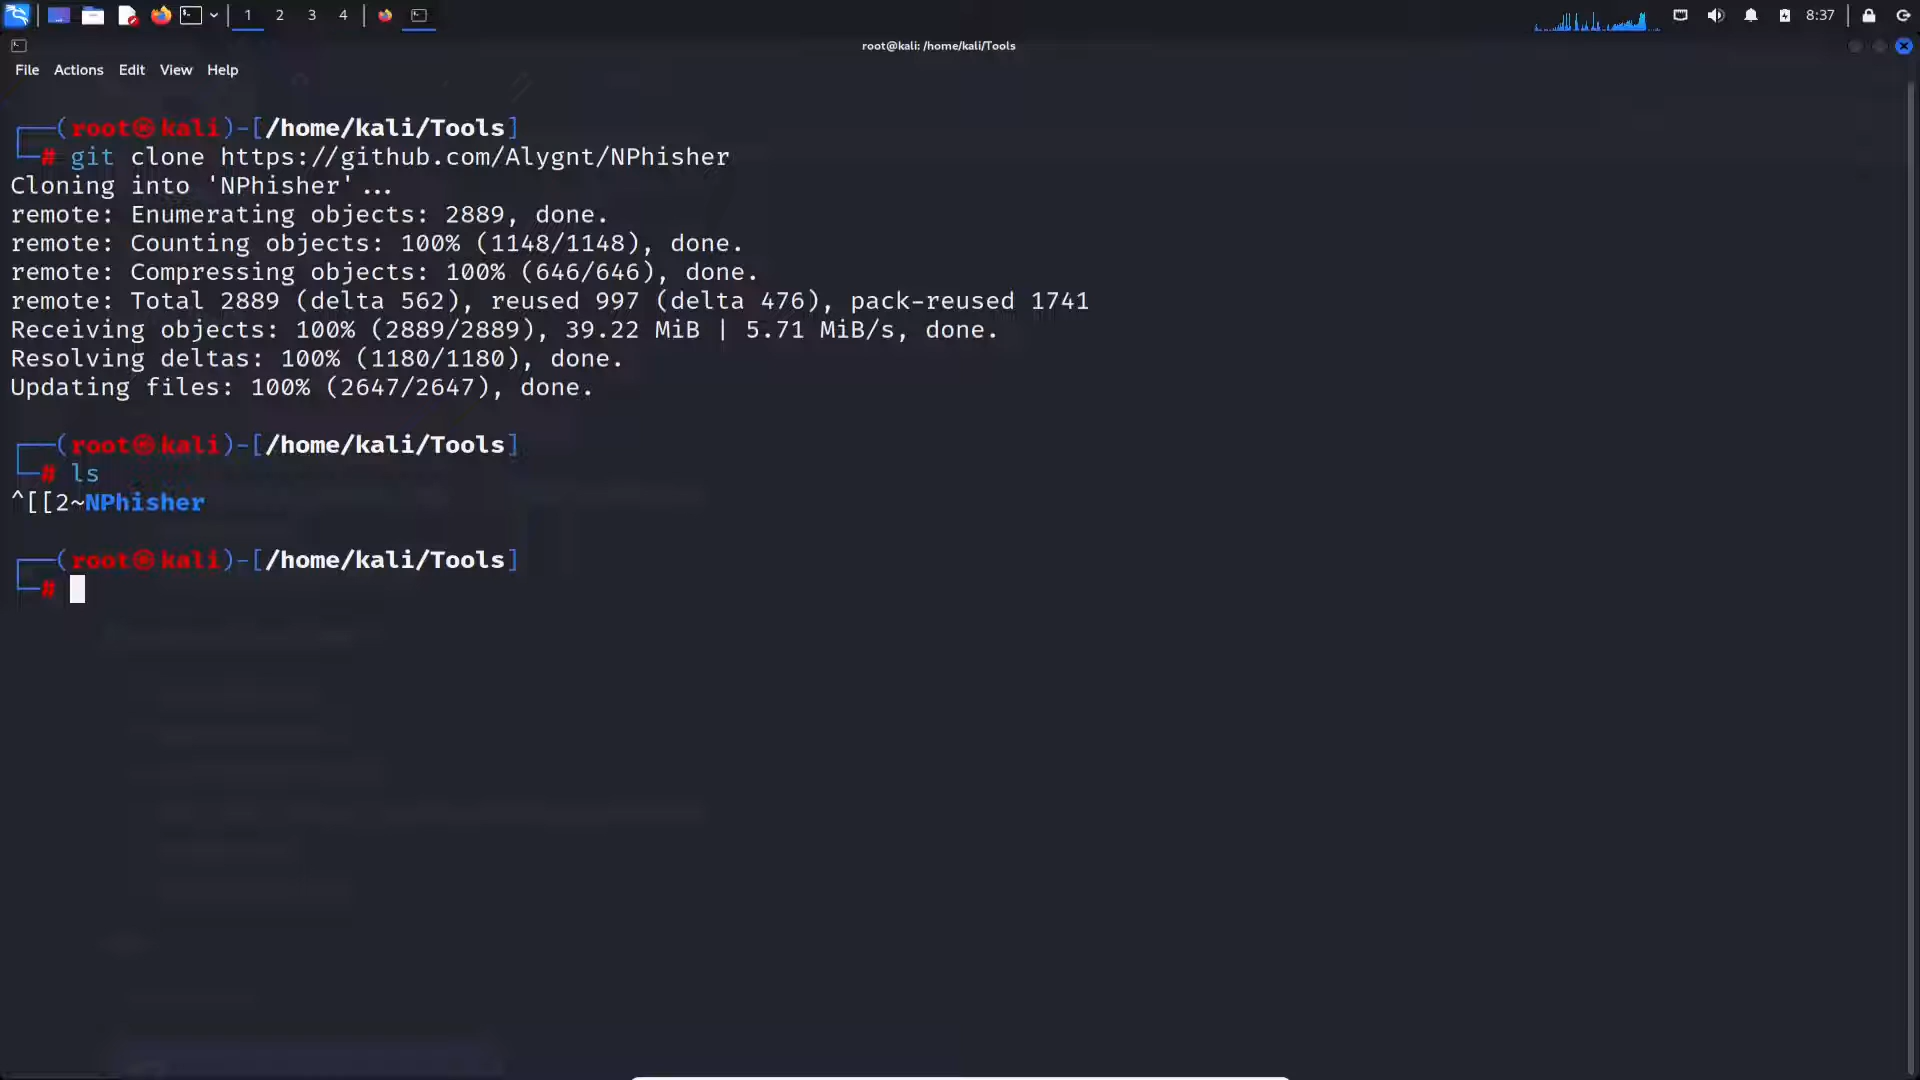 1 2 3 4 8:37
root@kali: /home/kali/Tools
File Actions Edit View Help
┌──(root㉿kali)-[/home/kali/Tools]
└─# git clone https://github.com/Alygnt/NPhisher
Cloning into 'NPhisher'...
remote: Enumerating objects: 2889, done.
remote: Counting objects: 100% (1148/1148), done.
remote: Compressing objects: 100% (646/646), done.
remote: Total 2889 (delta 562), reused 997 (delta 476), pack-reused 1741
Receiving objects: 100% (2889/2889), 39.22 MiB | 5.71 MiB/s, done.
Resolving deltas: 100% (1180/1180), done.
Updating files: 100% (2647/2647), done.
┌──(root㉿kali)-[/home/kali/Tools]
└─# ls
^[[2~NPhisher
┌──(root㉿kali)-[/home/kali/Tools]
└─#